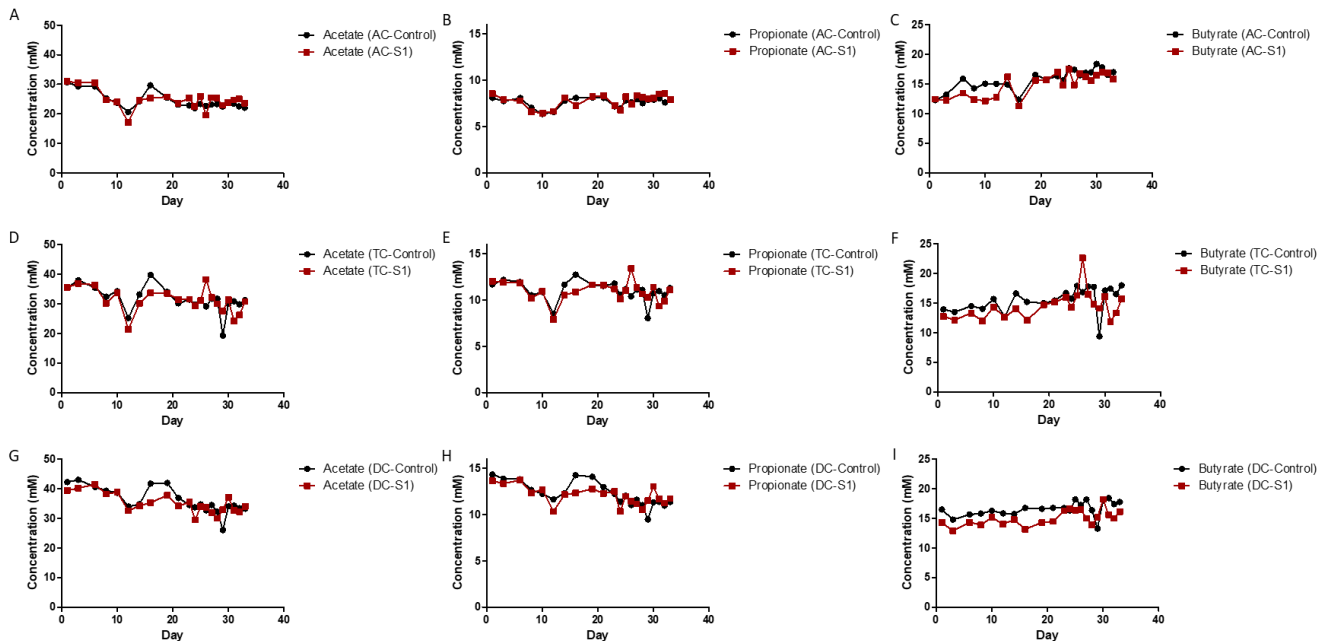 A
Concentration (mM)
50
40
30
20
10
0
0 10 20 30 40
Day
Acetate (AC-Control)
Acetate (AC-S1)
B
Concentration (mM)
15
10
5
0
0 10 20 30 40
Day
Propionate (AC-Control)
Propionate (AC-S1)
C
Concentration (mM)
25
20
15
10
5
0
0 10 20 30 40
Day
Butyrate (AC-Control)
Butyrate (AC-S1)
D
Concentration (mM)
50
40
30
20
10
0
0 10 20 30 40
Day
Acetate (TC-Control)
Acetate (TC-S1)
E
Concentration (mM)
15
10
5
0
0 10 20 30 40
Day
Propionate (TC-Control)
Propionate (TC-S1)
F
Concentration (mM)
25
20
15
10
5
0
0 10 20 30 40
Day
Butyrate (TC-Control)
Butyrate (TC-S1)
G
Concentration (mM)
50
40
30
20
10
0
0 10 20 30 40
Day
Acetate (DC-Control)
Acetate (DC-S1)
H
Concentration (mM)
15
10
5
0
0 10 20 30 40
Day
Propionate (DC-Control)
Propionate (DC-S1)
I
Concentration (mM)
25
20
15
10
5
0
0 10 20 30 40
Day
Butyrate (DC-Control)
Butyrate (DC-S1)